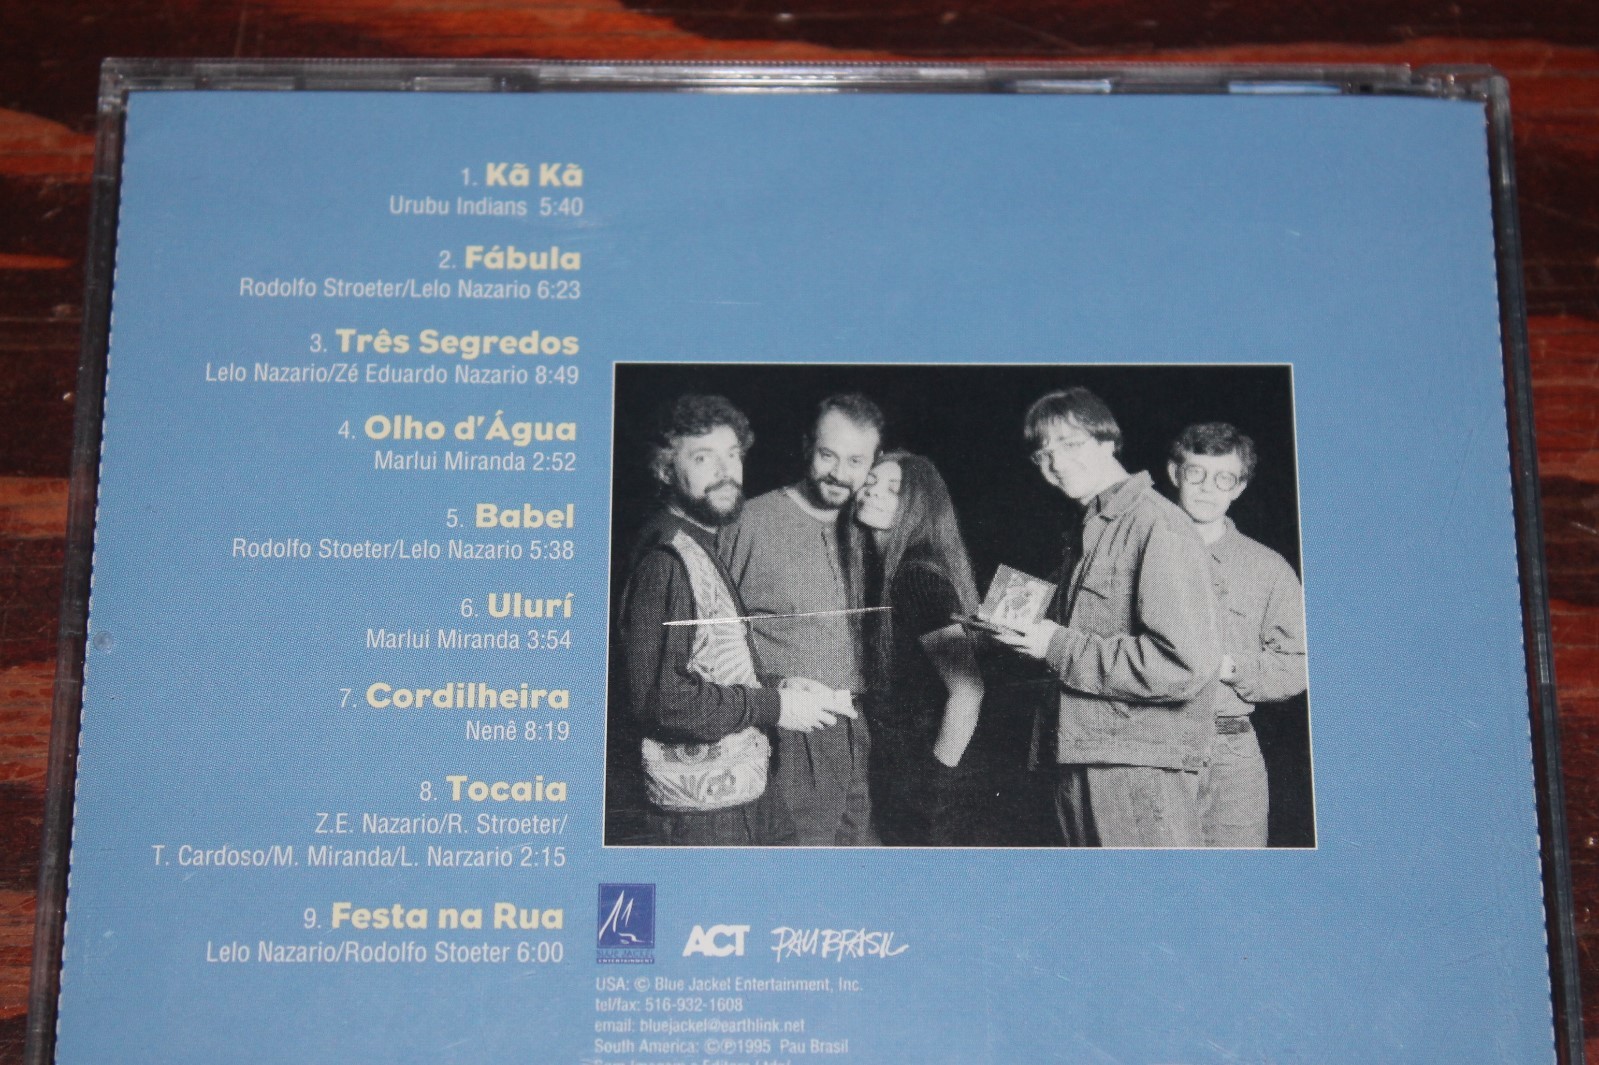 1. Kã Kã
Urubu Indians 5:40
2. Fábula
Rodolfo Stroeter/Lelo Nazario 6:23
3. Três Segredos
Lelo Nazario/Zé Eduardo Nazario 8:49
4. Olho d'Água
Marlui Miranda 2:52
5. Babel
Rodolfo Stoeter/Lelo Nazario 5:38
6. Ulurí
Marlui Miranda 3:54
7. Cordilheira
Nenê 8:19
8. Tocaia
Z.E. Nazario/R. Stroeter/
T. Cardoso/M. Miranda/L. Narzario 2:15
9. Festa na Rua
Lelo Nazario/Rodolfo Stoeter 6:00
BLUE JACKEL
ENTERTAINMENT
ACT
PAU BRASIL
USA: © Blue Jackel Entertainment, Inc.
tel/fax: 516-932-1608
email: bluejackel@earthlink.net
South America: ©℗1995 Pau Brasil